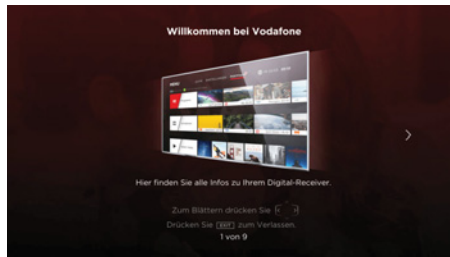 Willkommen bei Vodafone
MENÜ
Hier finden Sie alle Infos zu Ihrem Digital-Receiver.
Zum Blättern drücken Sie < >
Drücken Sie EXIT zum Verlassen.
1 von 9